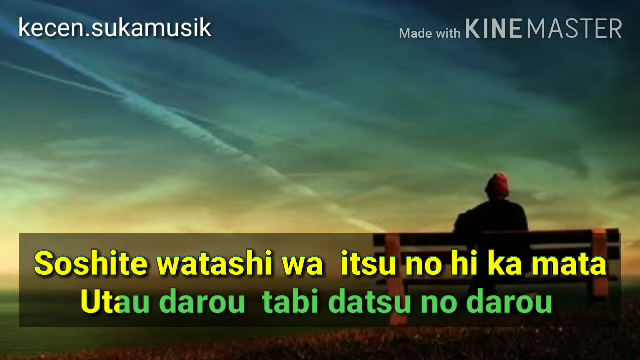 kecen.sukamusik
Made with KINEMASTER
Soshite watashi wa itsu no hi ka mata
Utau darou tabi datsu no darou